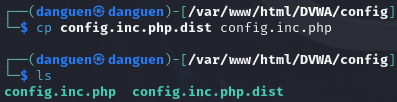 ┌──(danguen㉿danguen)-[/var/www/html/DVWA/config]
└─$ cp config.inc.php.dist config.inc.php
┌──(danguen㉿danguen)-[/var/www/html/DVWA/config]
└─$ ls
config.inc.php  config.inc.php.dist